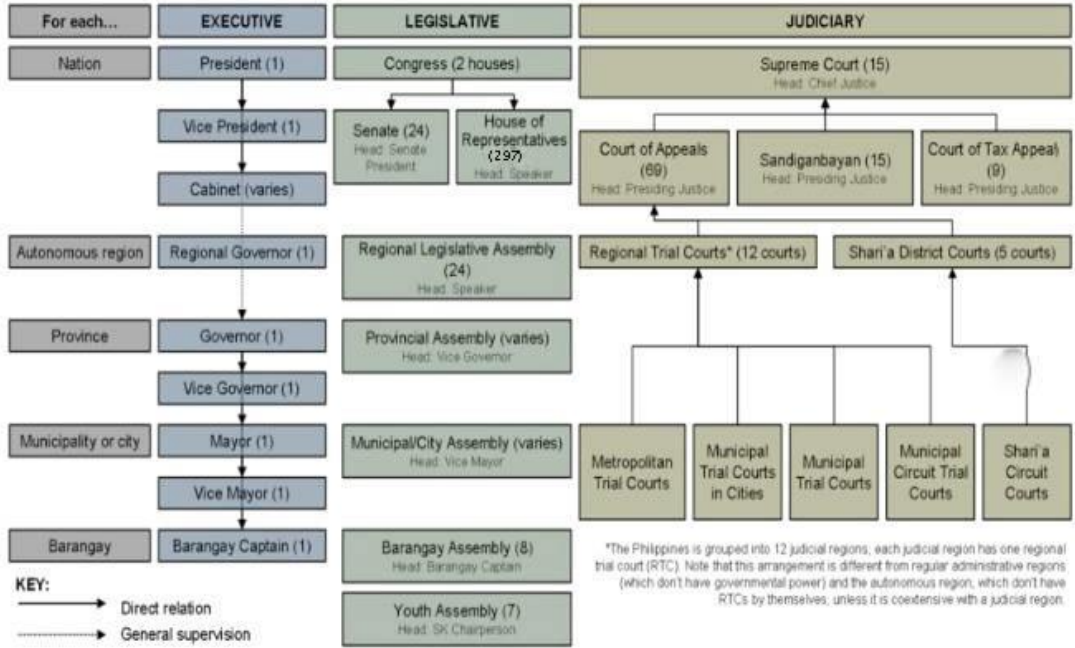 For each...
EXECUTIVE
LEGISLATIVE
JUDICIARY
Nation
President (1)
Congress (2 houses)
Supreme Court (15)
Head: Chief Justice
Vice President (1)
Senate (24)
Head: Senate
President
House of
Representatives
(297)
Head: Speaker
Court of Appeals
(69)
Head: Presiding Justice
Sandiganbayan (15)
Head: Presiding Justice
Court of Tax Appeal
(9)
Head: Presiding Justice
Cabinet (varies)
Autonomous region
Regional Governor (1)
Regional Legislative Assembly
(24)
Head: Speaker
Regional Trial Courts* (12 courts)
Shari'a District Courts (5 courts)
Province
Governor (1)
Provincial Assembly (varies)
Head: Vice Governor
Vice Governor (1)
Municipality or city
Mayor (1)
Municipal/City Assembly (varies)
Head: Vice Mayor
Metropolitan
Trial Courts
Municipal
Trial Courts
in Cities
Municipal
Trial Courts
Municipal
Circuit Trial
Courts
Shari'a
Circuit
Courts
Vice Mayor (1)
Barangay
Barangay Captain (1)
Barangay Assembly (8)
Head: Barangay Captain
Youth Assembly (7)
Head: SK Chairperson
*The Philippines is grouped into 12 judicial regions; each judicial region has one regional
trial court (RTC). Note that this arrangement is different from regular administrative regions
(which don't have governmental power) and the autonomous region, which don't have
RTCs by themselves, unless it is coextensive with a judicial region.
KEY:
Direct relation
General supervision